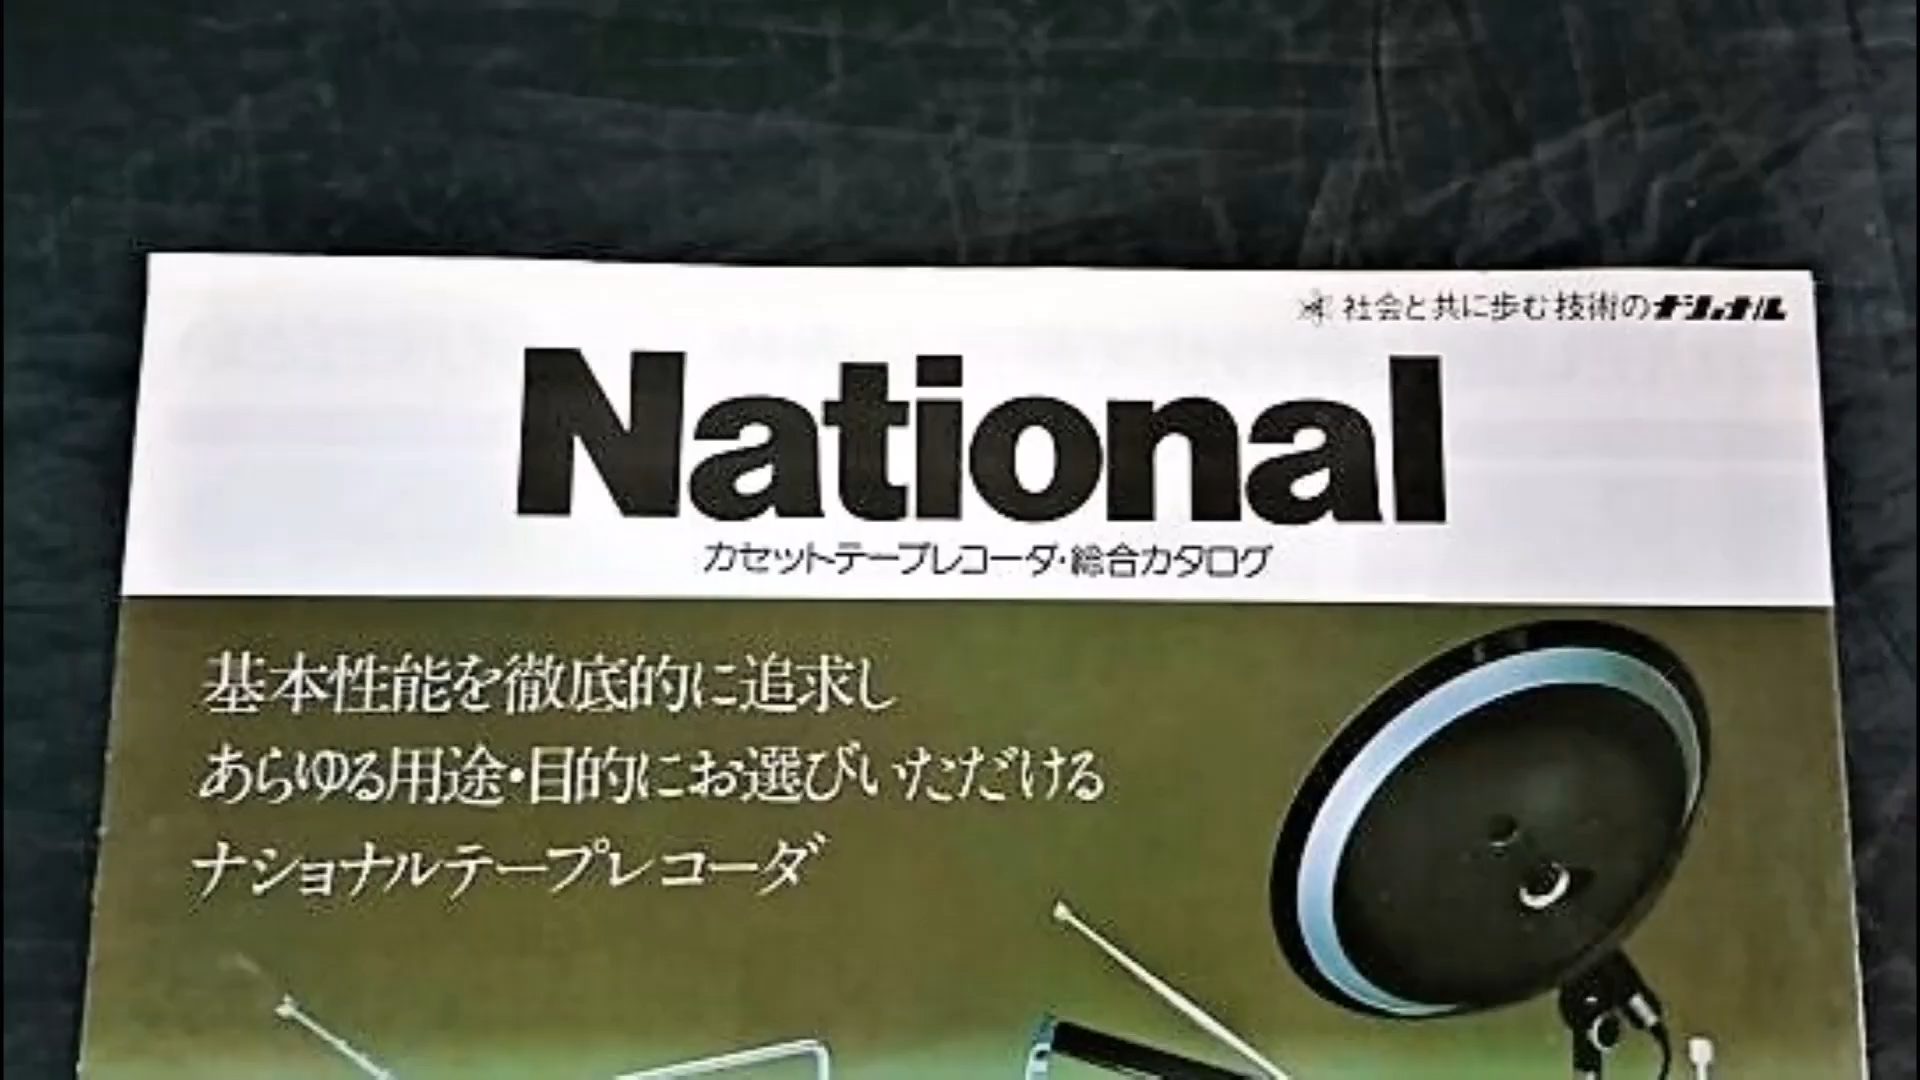 社会と共に歩む技術のナショナル
National
カセットテープレコーダ・総合カタログ
基本性能を徹底的に追求し
あらゆる用途・目的にお選びいただける
ナショナルテープレコーダ